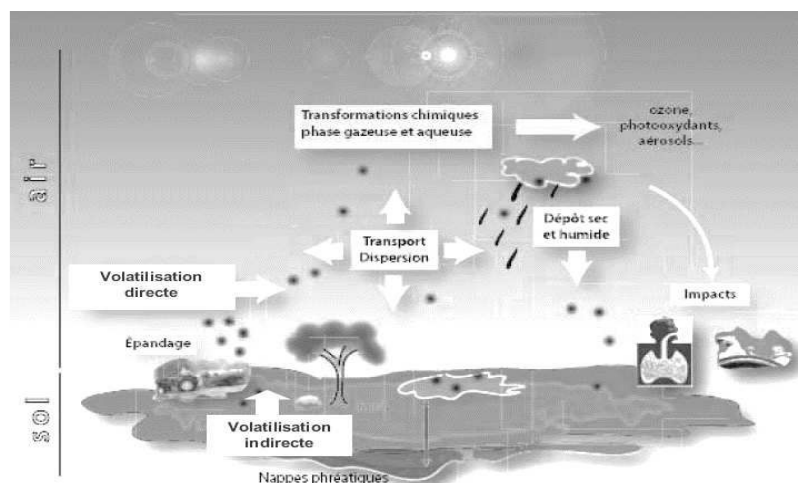 Transformations chimiques
phase gazeuse et aqueuse
ozone,
photooxydants,
aérosols...
air
Dépôt sec
et humide
Transport
Dispersion
Volatilisation
directe
Impacts
Épandage
sol
Volatilisation
indirecte
Nappes phréatiques